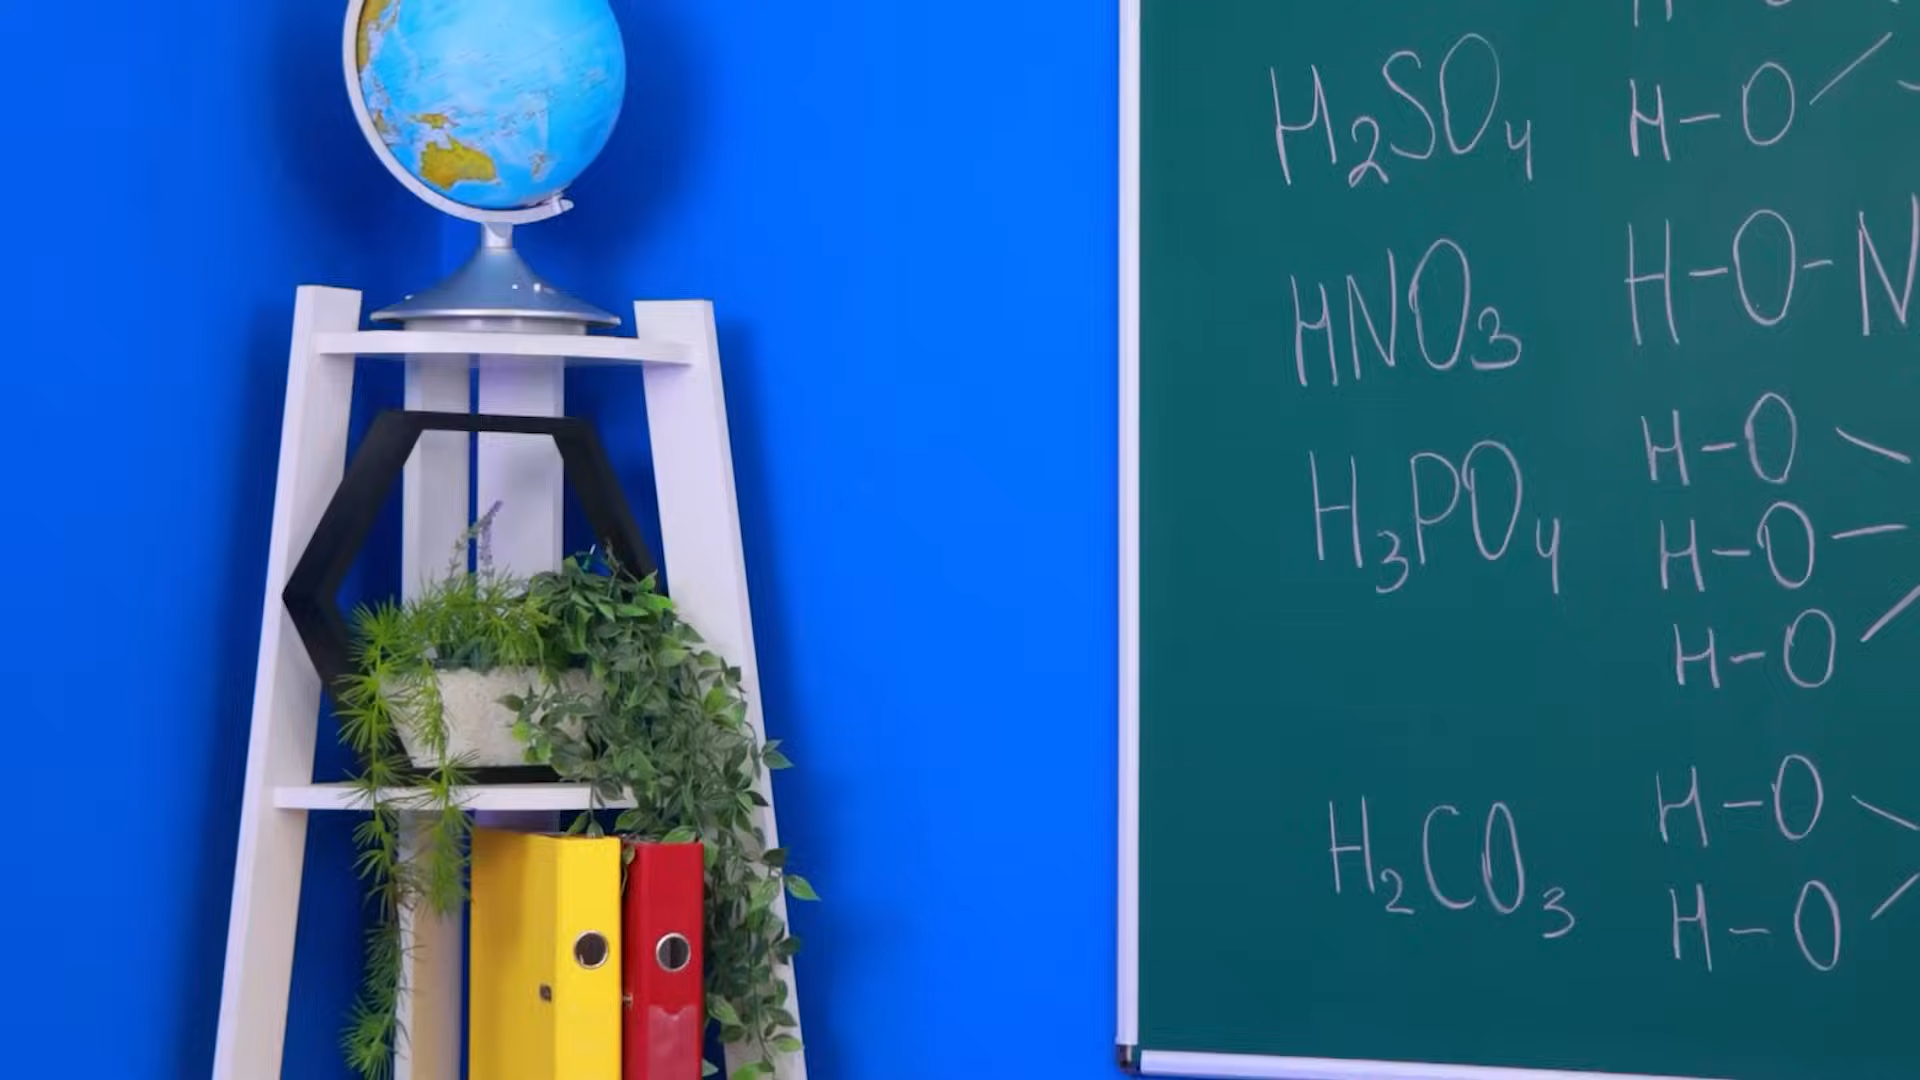 H₂SO₄ H-O
HNO₃ H-O-N
H₃PO₄ H-O
H-O
H-O
H₂CO₃ H-O
H-O